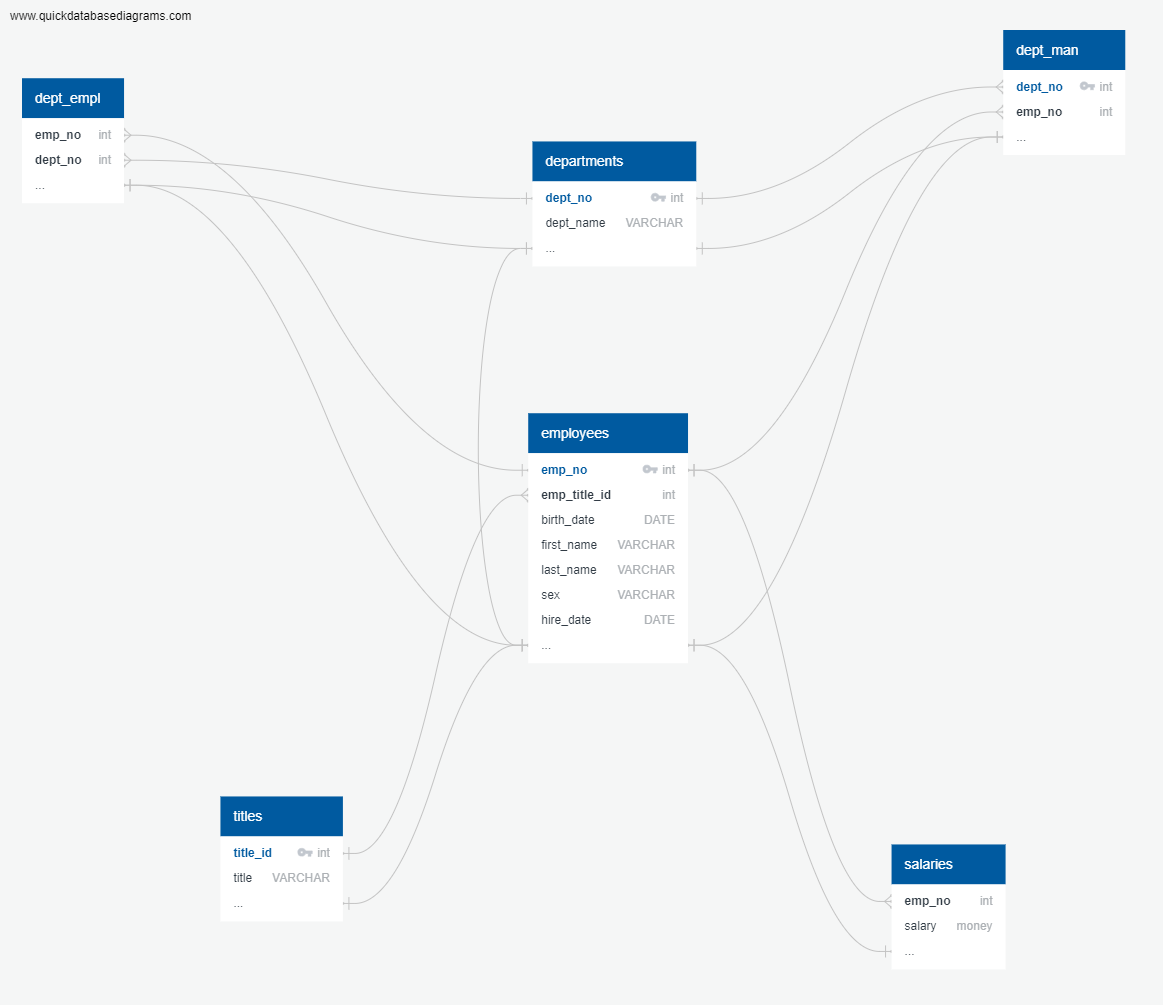 www.quickdatabasediagrams.com
dept_empl
emp_no int
dept_no int
...
departments
dept_no int
dept_name VARCHAR
...
dept_man
dept_no int
emp_no int
...
employees
emp_no int
emp_title_id int
birth_date DATE
first_name VARCHAR
last_name VARCHAR
sex VARCHAR
hire_date DATE
...
titles
title_id int
title VARCHAR
...
salaries
emp_no int
salary money
...